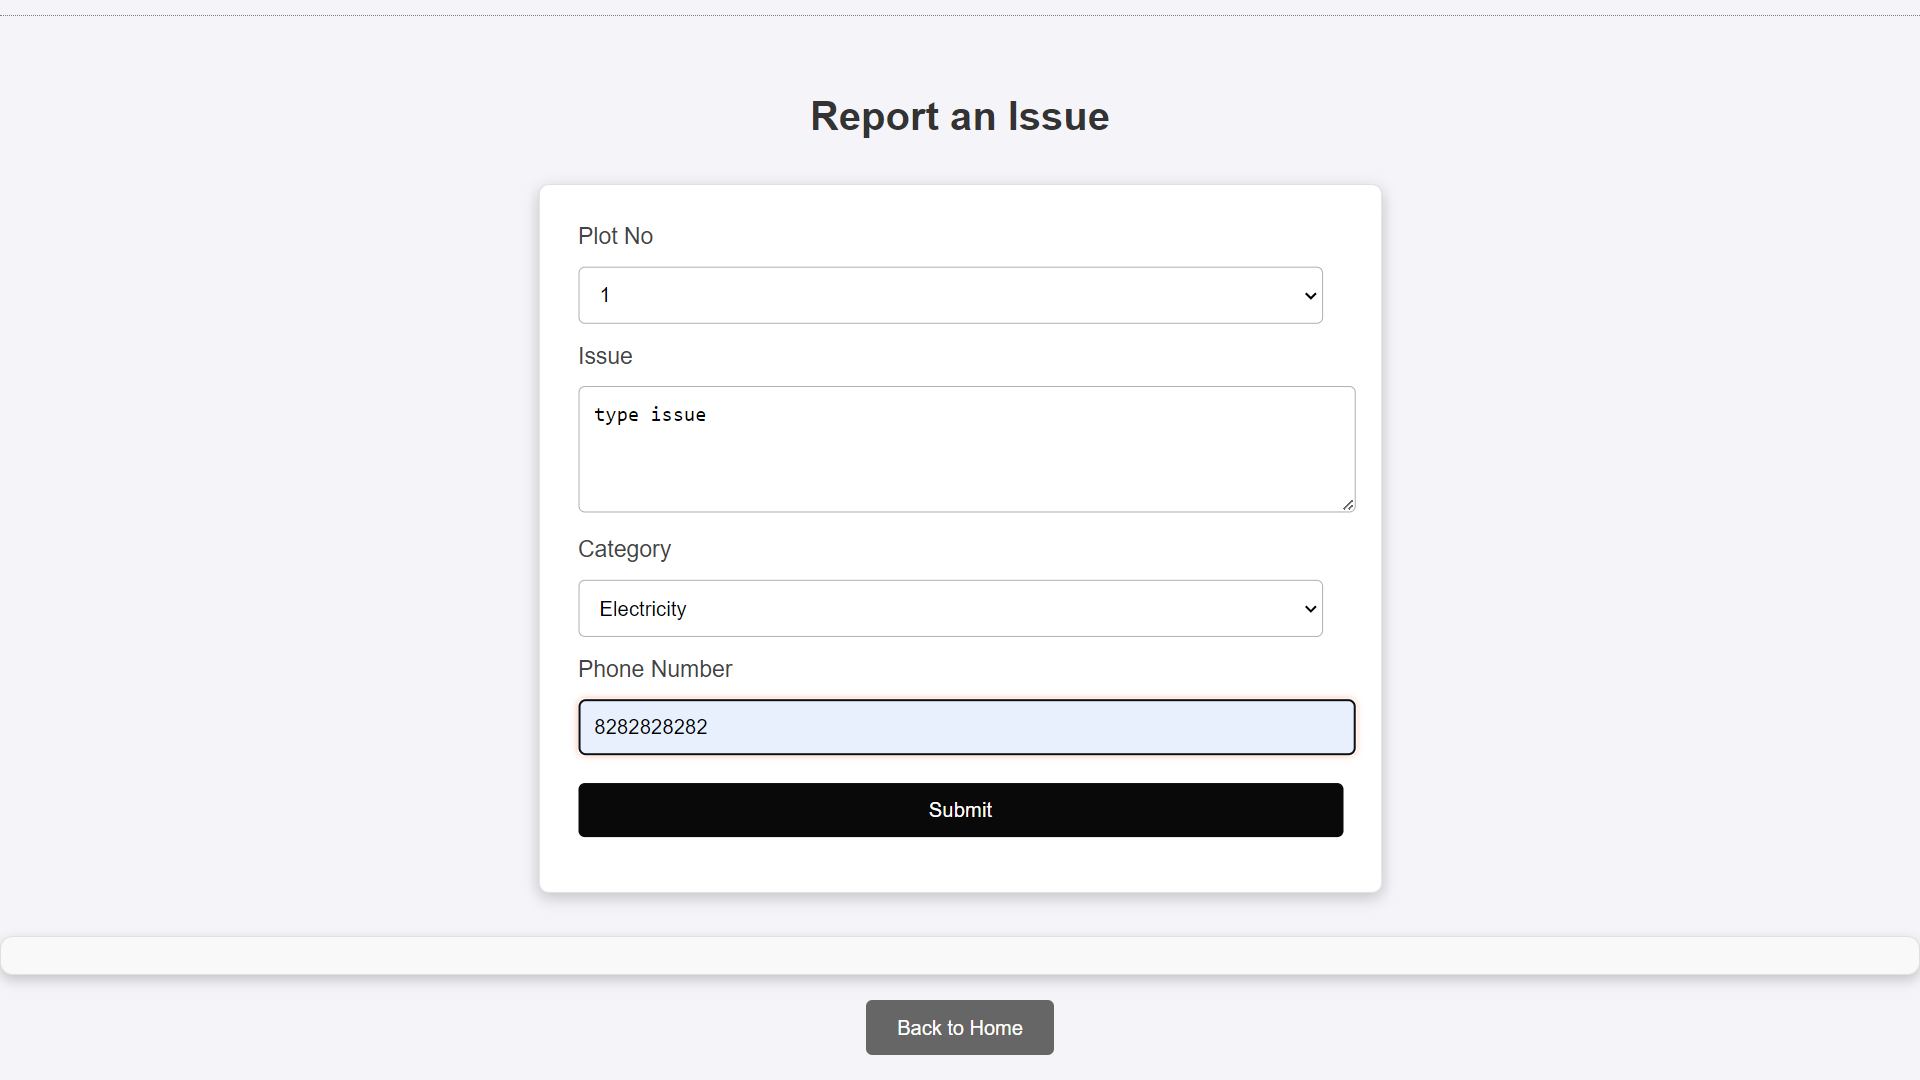 Report an Issue
Plot No
1
Issue
type issue
Category
Electricity
Phone Number
8282828282
Submit
Back to Home